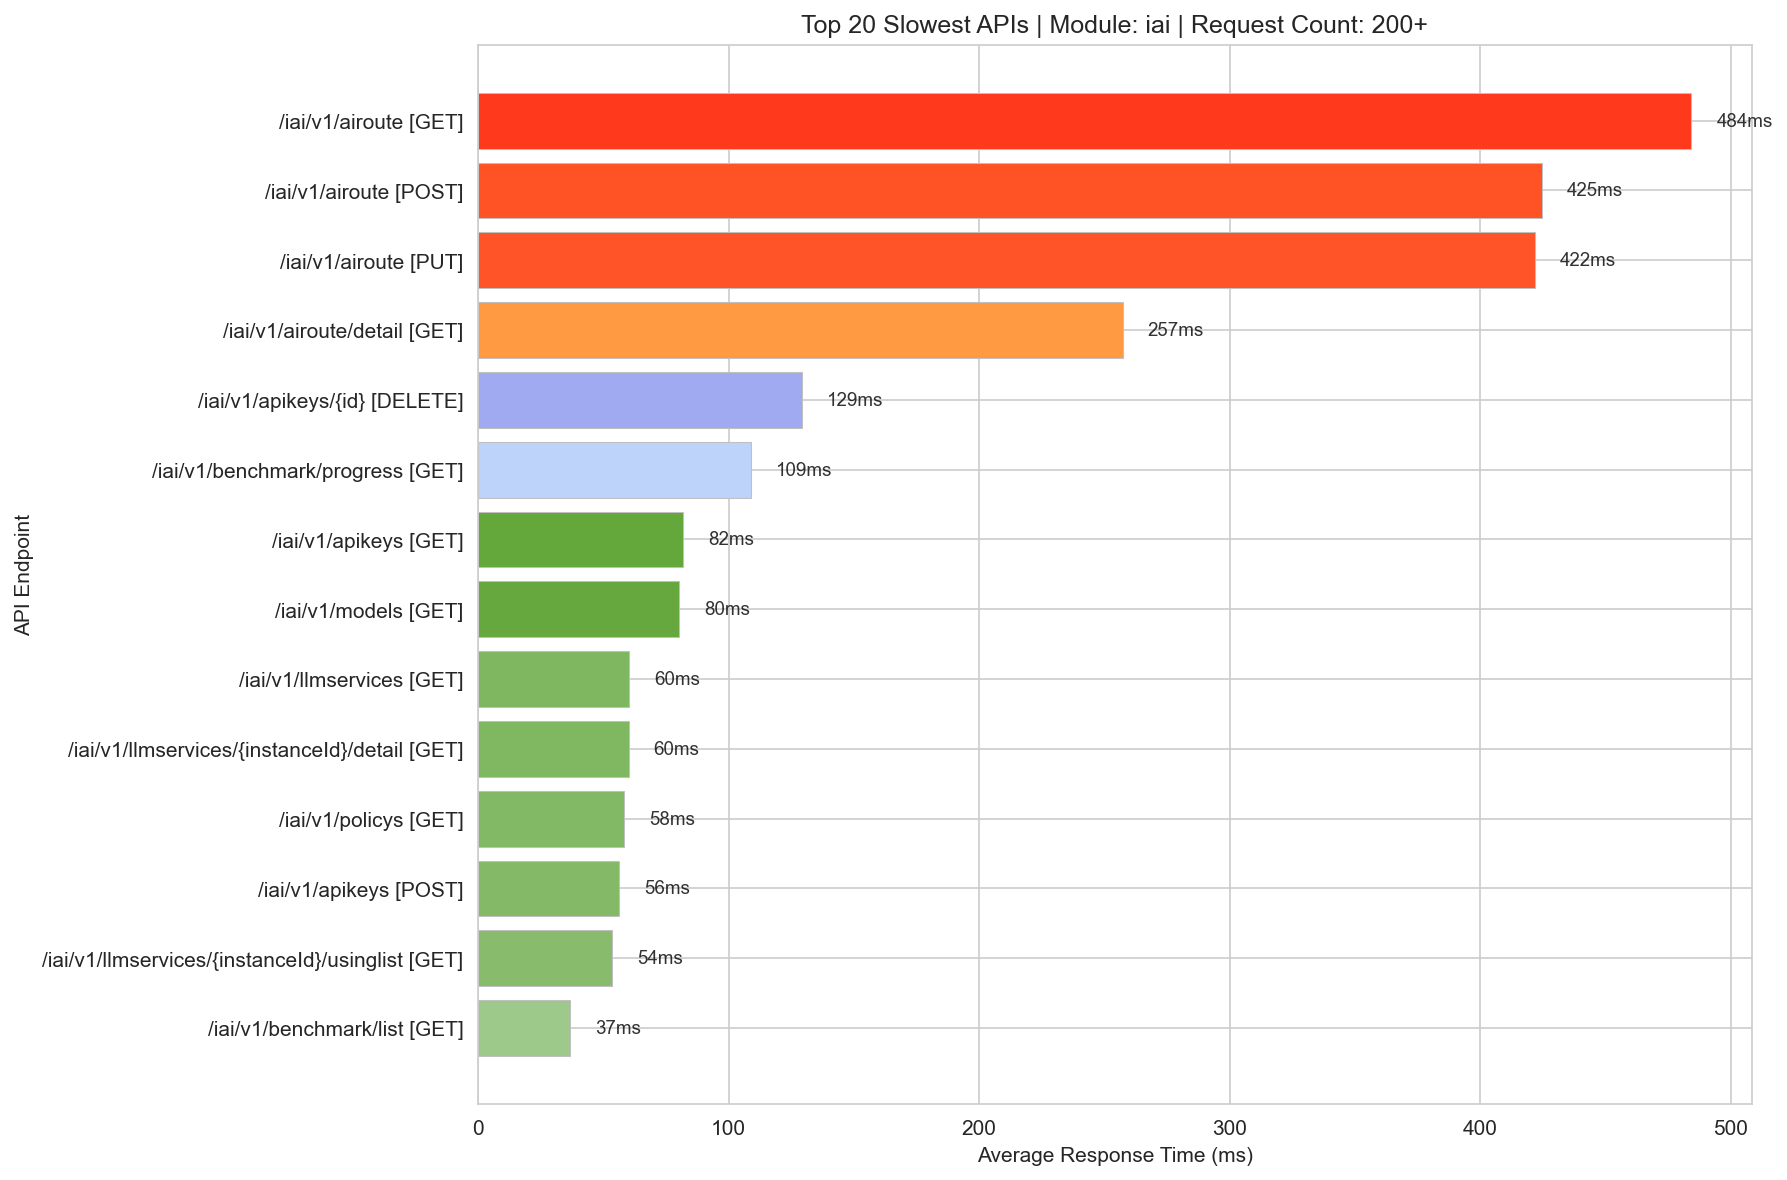 Top 20 Slowest APIs | Module: iai | Request Count: 200+
/iai/v1/airoute [GET] 484ms
/iai/v1/airoute [POST] 425ms
/iai/v1/airoute [PUT] 422ms
/iai/v1/airoute/detail [GET] 257ms
/iai/v1/apikeys/{id} [DELETE] 129ms
/iai/v1/benchmark/progress [GET] 109ms
/iai/v1/apikeys [GET] 82ms
/iai/v1/models [GET] 80ms
/iai/v1/llmservices [GET] 60ms
/iai/v1/llmservices/{instanceId}/detail [GET] 60ms
/iai/v1/policys [GET] 58ms
/iai/v1/apikeys [POST] 56ms
/iai/v1/llmservices/{instanceId}/usinglist [GET] 54ms
/iai/v1/benchmark/list [GET] 37ms
API Endpoint
0 100 200 300 400 500
Average Response Time (ms)